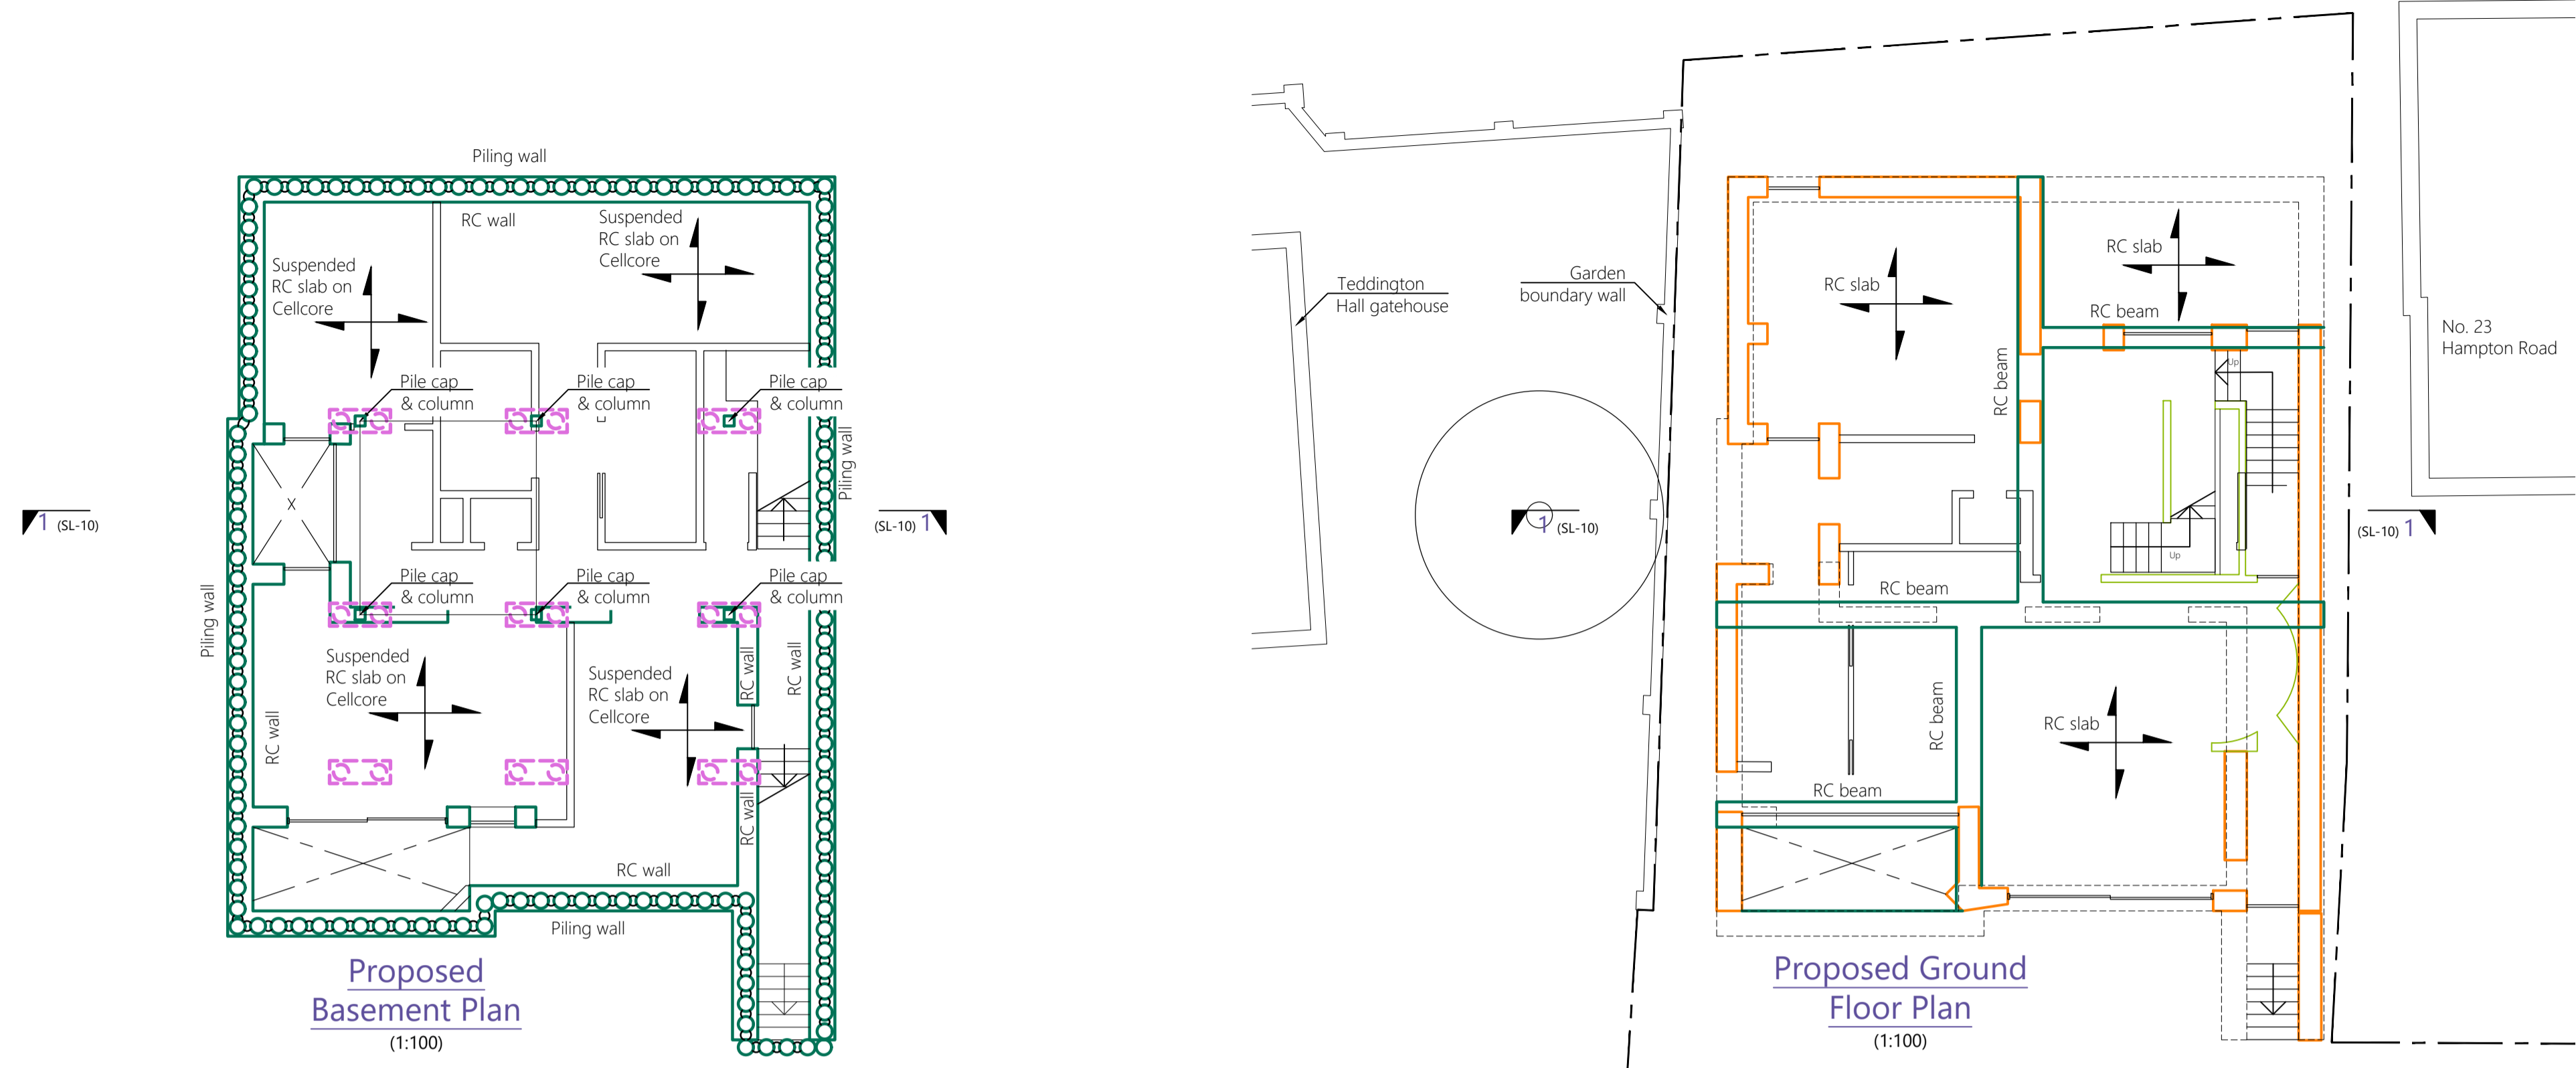 Piling wall
RC wall
Suspended
RC slab on
Cellcore
Suspended
RC slab on
Cellcore
Pile cap
& column
Pile cap
& column
Pile cap
& column
Piling wall
1 (SL-10)
X
(SL-10) 1
Pile cap
& column
Pile cap
& column
Pile cap
& column
Piling wall
Suspended
RC slab on
Cellcore
Suspended
RC slab on
Cellcore
RC wall
RC wall
RC wall
RC wall
RC wall
Piling wall
Proposed
Basement Plan
(1:100)
Teddington
Hall gatehouse
Garden
boundary wall
RC slab
RC slab
RC beam
RC beam
Up
No. 23
Hampton Road
1 (SL-10)
(SL-10) 1
Up
RC beam
RC beam
RC slab
RC beam
Proposed Ground
Floor Plan
(1:100)